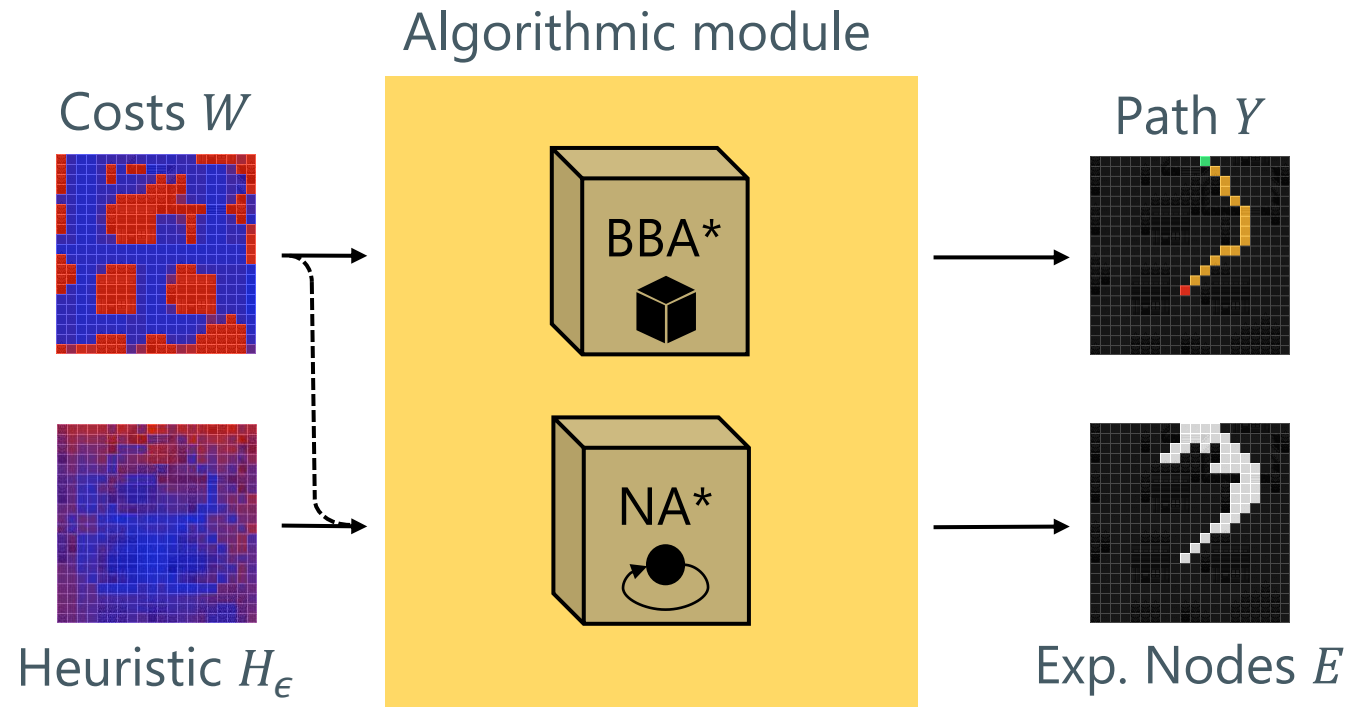 Algorithmic module
Costs W
Path Y
BBA*
NA*
Heuristic Hϵ
Exp. Nodes E